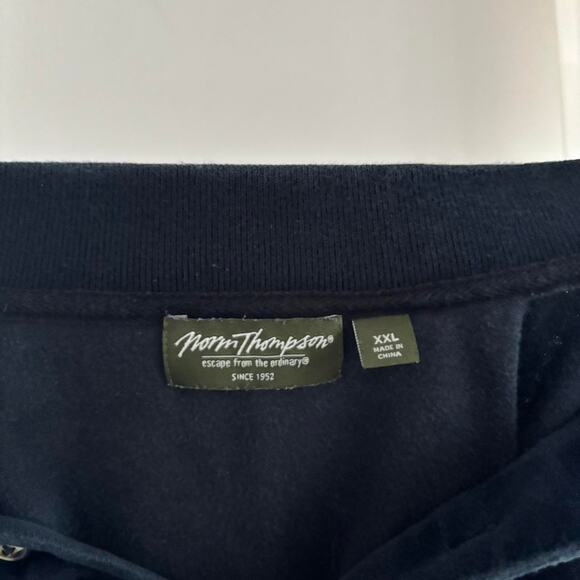 Norm Thompson®
escape from the ordinary®
SINCE 1952
XXL
MADE IN
CHINA